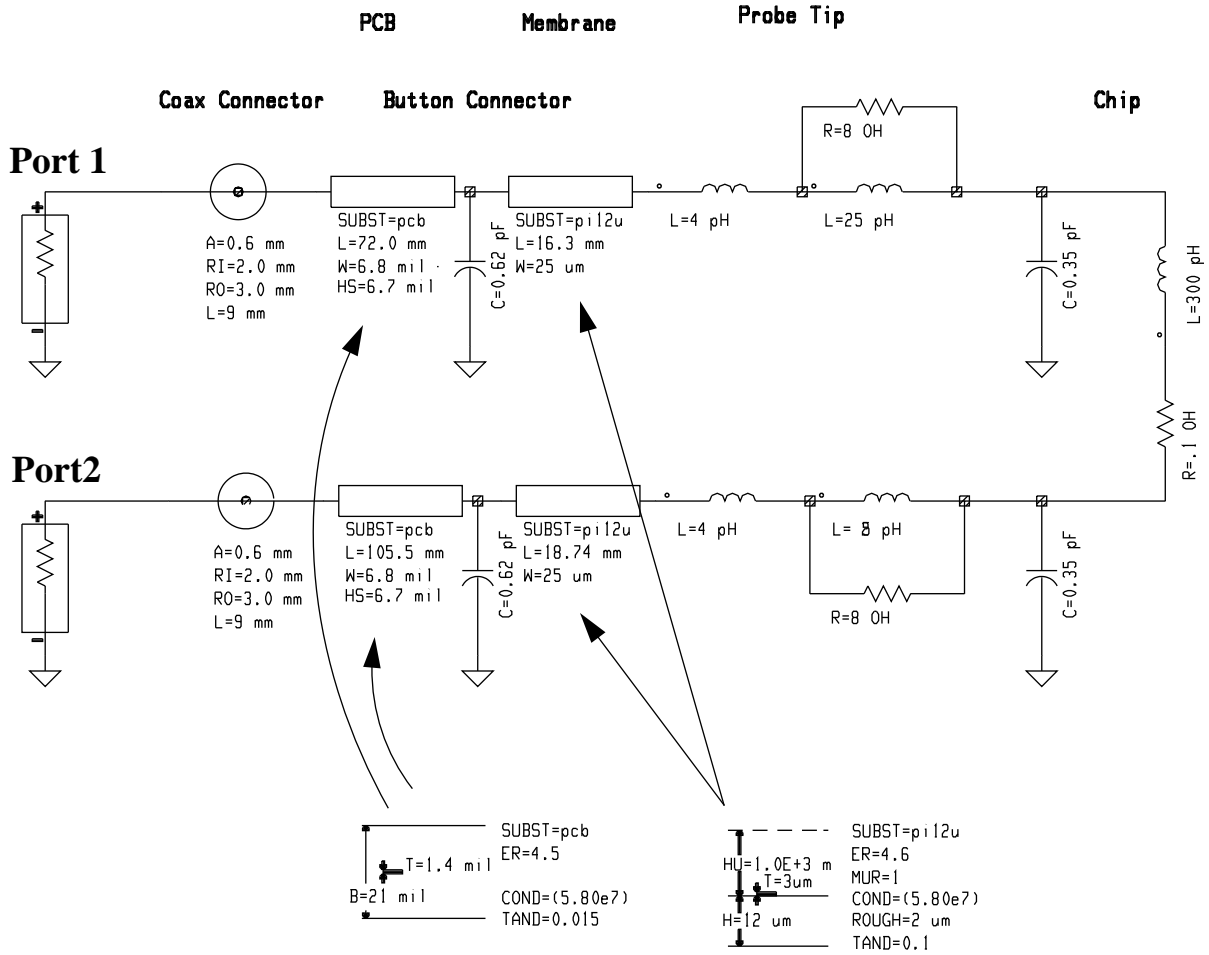 PCB Membrane Probe Tip
Coax Connector Button Connector Chip
R=8 OH
Port 1
+
-
A=0.6 mm
RI=2.0 mm
RO=3.0 mm
L=9 mm
SUBST=pcb
L=72.0 mm
W=6.8 mil
HS=6.7 mil
C=0.62 pF
SUBST=pi12u
L=16.3 mm
W=25 um
L=4 pH
L=25 pH
C=0.35 pF
L=300 pH
R=.1 OH
Port2
+
-
A=0.6 mm
RI=2.0 mm
RO=3.0 mm
L=9 mm
SUBST=pcb
L=105.5 mm
W=6.8 mil
HS=6.7 mil
C=0.62 pF
SUBST=pi12u
L=18.74 mm
W=25 um
L=4 pH
L= pH
R=8 OH
C=0.35 pF
T=1.4 mil
B=21 mil
SUBST=pcb
ER=4.5
COND=(5.80e7)
TAND=0.015
HU=1.0E+3 m
T=3um
H=12 um
SUBST=pi12u
ER=4.6
MUR=1
COND=(5.80e7)
ROUGH=2 um
TAND=0.1